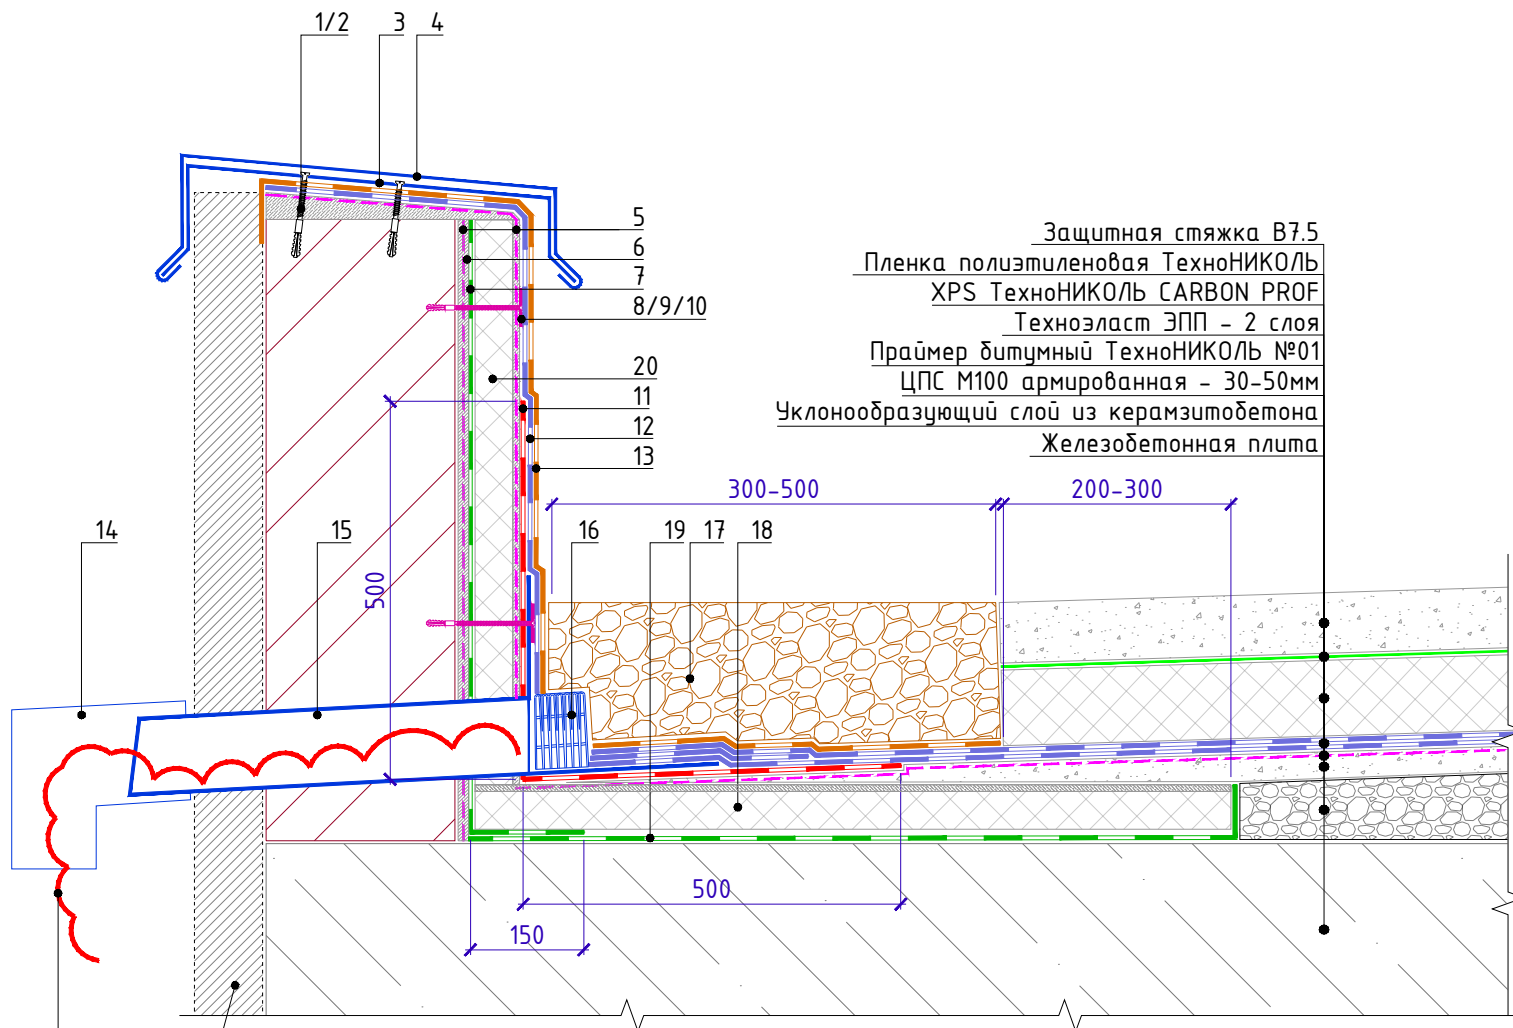 1/2
3
4
5
6
7
8/9/10
20
11
12
13
Защитная стяжка В7.5
Пленка полиэтиленовая ТехноНИКОЛЬ
XPS ТехноНИКОЛЬ CARBON PROF
Техноэласт ЭПП - 2 слоя
Праймер битумный ТехноНИКОЛЬ №01
ЦПС М100 армированная - 30-50мм
Уклонообразующий слой из керамзитобетона
Железобетонная плита
300-500
200-300
14
15
16
19
17
18
500
500
150